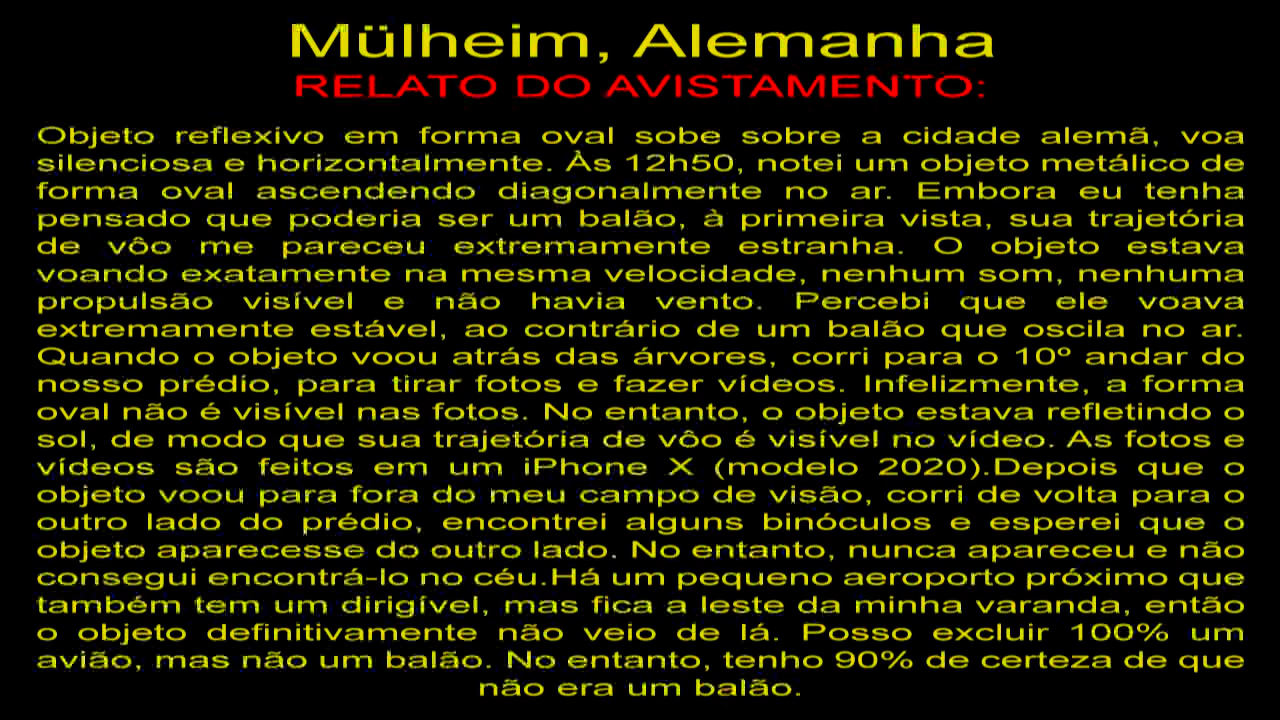 Mülheim, Alemanha
RELATO DO AVISTAMENTO:
Objeto reflexivo em forma oval sobe sobre a cidade alemã, voa
silenciosa e horizontalmente. Às 12h50, notei um objeto metálico de
forma oval ascendendo diagonalmente no ar. Embora eu tenha
pensado que poderia ser um balão, à primeira vista, sua trajetória
de vôo me pareceu extremamente estranha. O objeto estava
voando exatamente na mesma velocidade, nenhum som, nenhuma
propulsão visível e não havia vento. Percebi que ele voava
extremamente estável, ao contrário de um balão que oscila no ar.
Quando o objeto voou atrás das árvores, corri para o 10º andar do
nosso prédio, para tirar fotos e fazer vídeos. Infelizmente, a forma
oval não é visível nas fotos. No entanto, o objeto estava refletindo o
sol, de modo que sua trajetória de vôo é visível no vídeo. As fotos e
vídeos são feitos em um iPhone X (modelo 2020).Depois que o
objeto voou para fora do meu campo de visão, corri de volta para o
outro lado do prédio, encontrei alguns binóculos e esperei que o
objeto aparecesse do outro lado. No entanto, nunca apareceu e não
consegui encontrá-lo no céu.Há um pequeno aeroporto próximo que
também tem um dirigível, mas fica a leste da minha varanda, então
o objeto definitivamente não veio de lá. Posso excluir 100% um
avião, mas não um balão. No entanto, tenho 90% de certeza de que
não era um balão.